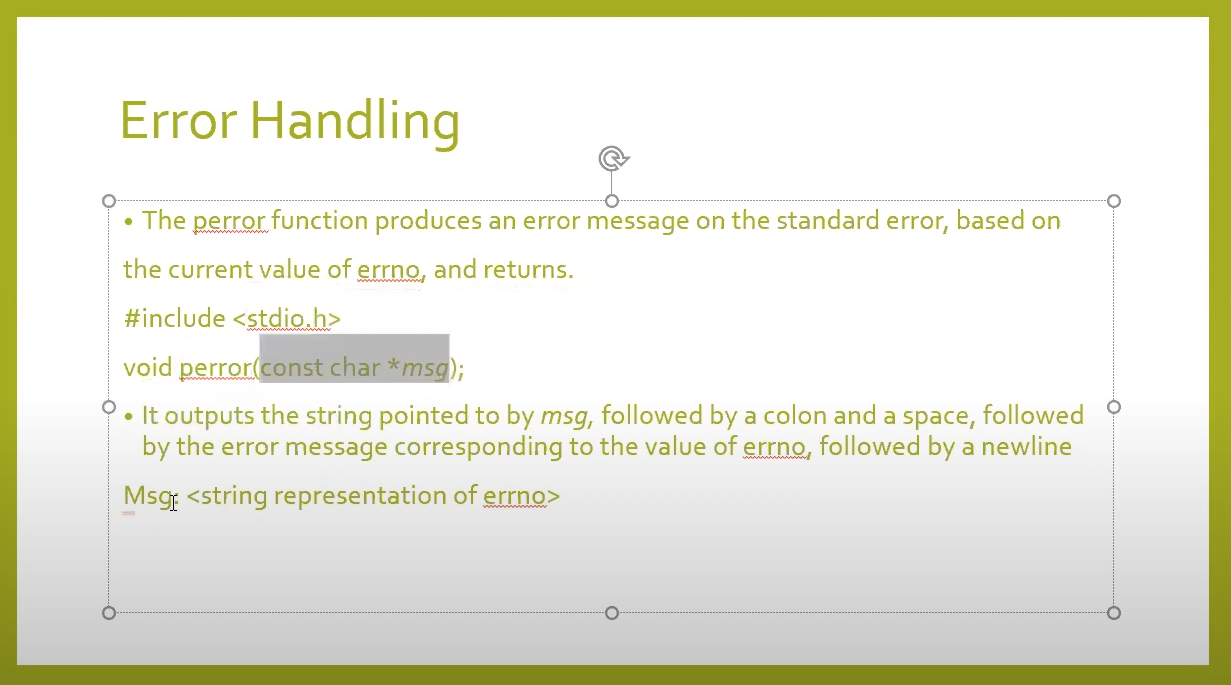 Error Handling
• The perror function produces an error message on the standard error, based on
the current value of errno, and returns.
#include <stdio.h>
void perror(const char *msg);
• It outputs the string pointed to by msg, followed by a colon and a space, followed
by the error message corresponding to the value of errno, followed by a newline
Msg: <string representation of errno>